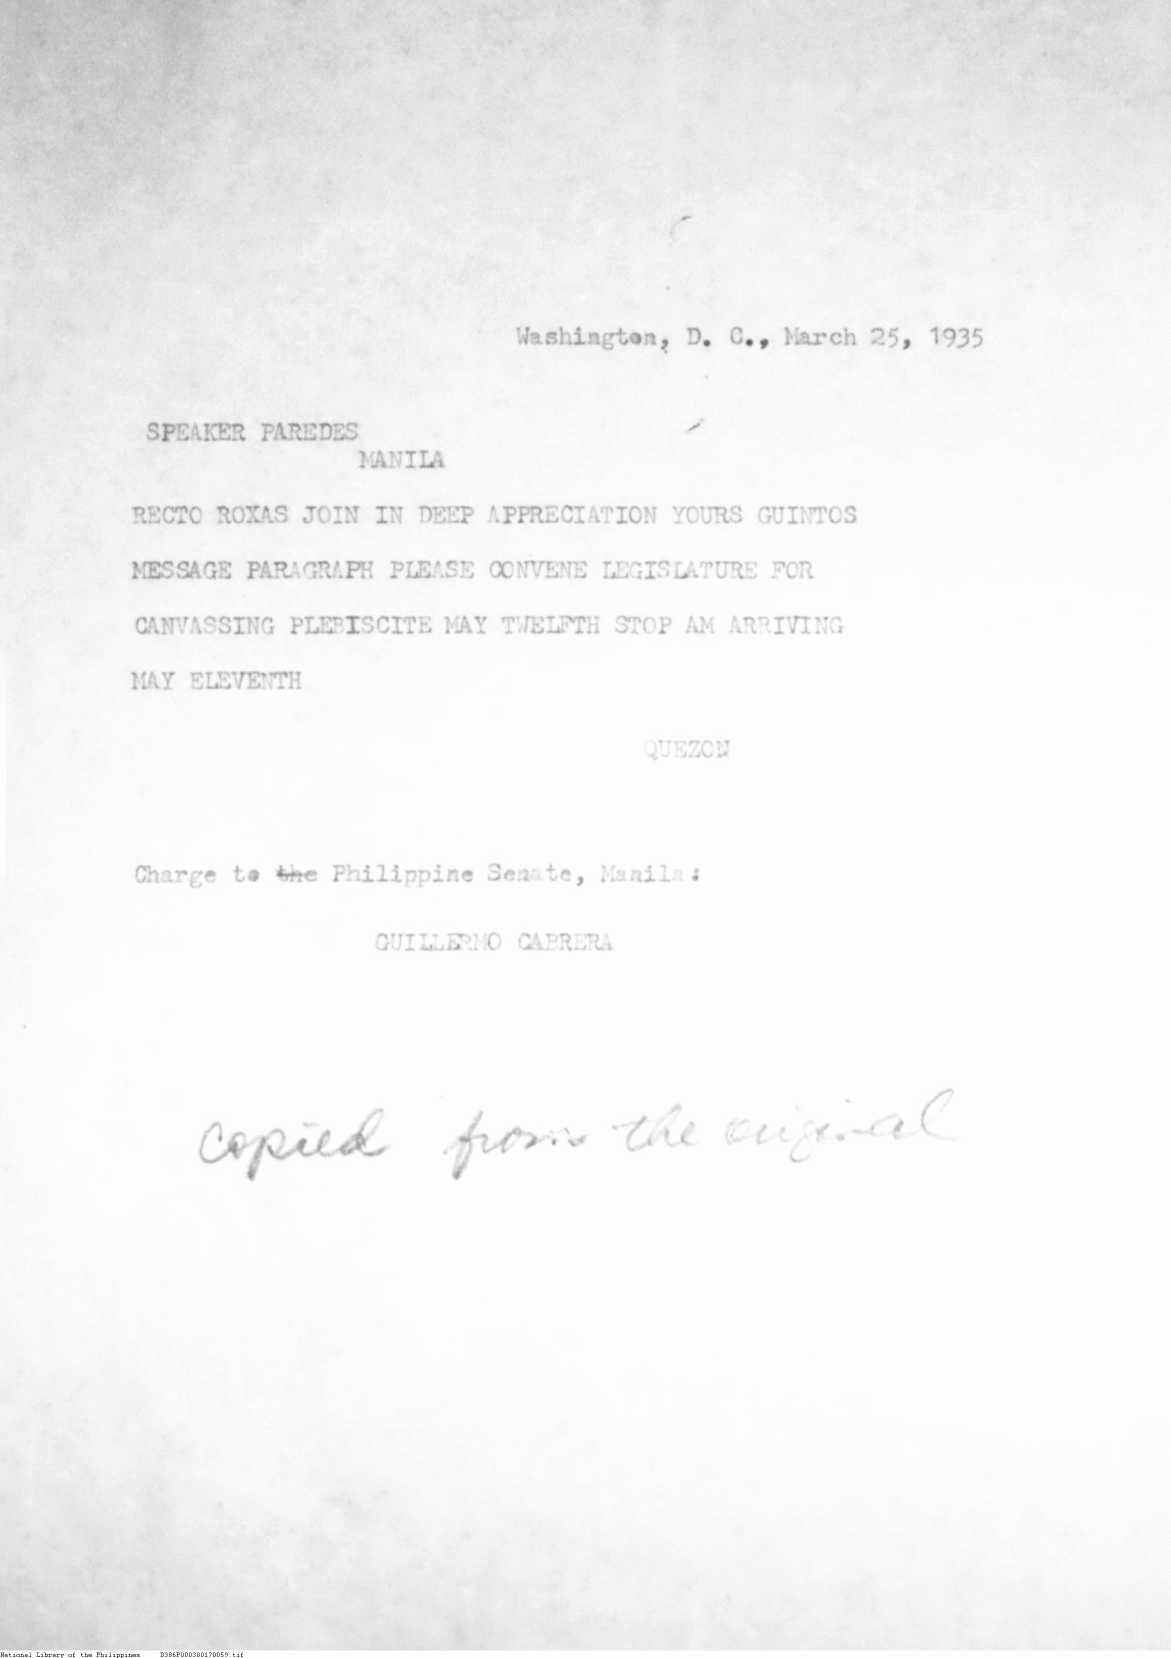 Washington, D. C., March 25, 1935
SPEAKER PAREDES
MANILA
RECTO ROXAS JOIN IN DEEP APPRECIATION YOURS GUINTOS
MESSAGE PARAGRAPH PLEASE CONVENE LEGISLATURE FOR
CANVASSING PLEBISCITE MAY TWELFTH STOP AM ARRIVING
MAY ELEVENTH
QUEZON
Charge to the Philippine Senate, Manila:
GUILLERMO CABRERA
copied from the original
National Library of the Philippines D386P000300170059.tif